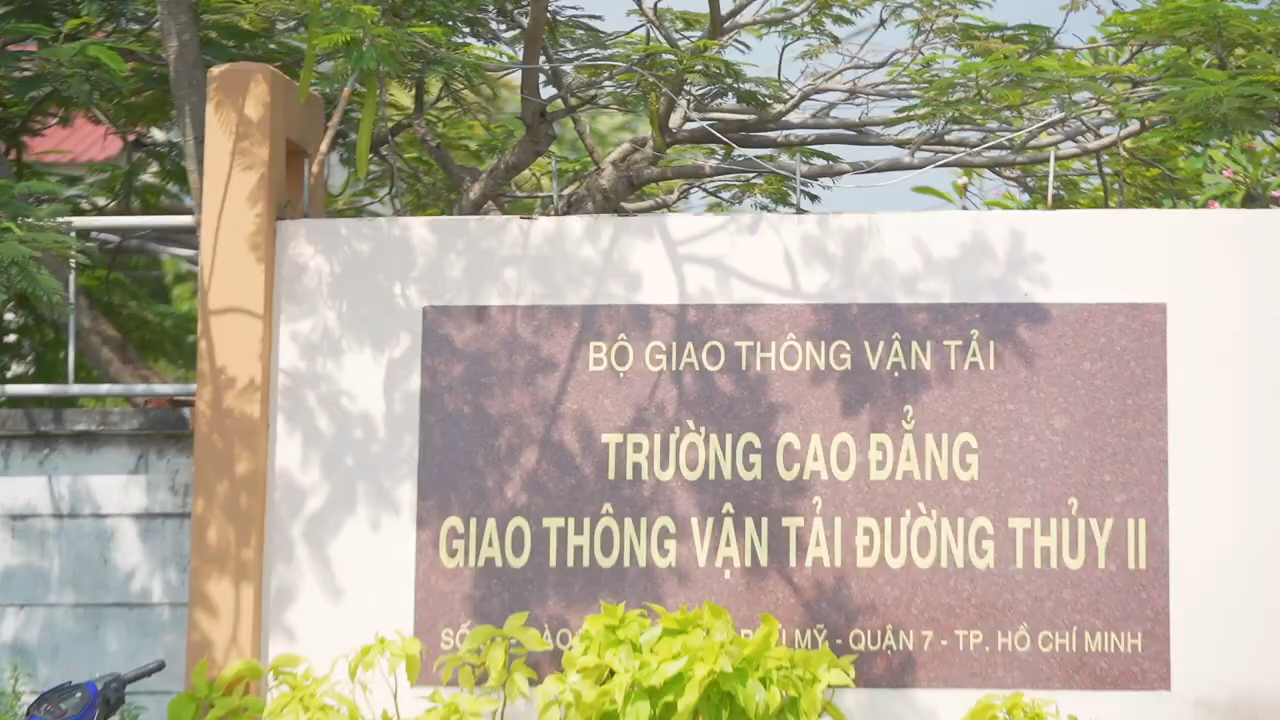 BỘ GIAO THÔNG VẬN TẢI
TRƯỜNG CAO ĐẲNG
GIAO THÔNG VẬN TẢI ĐƯỜNG THỦY II
SỐ MỸ - QUẬN 7 - TP. HỒ CHÍ MINH